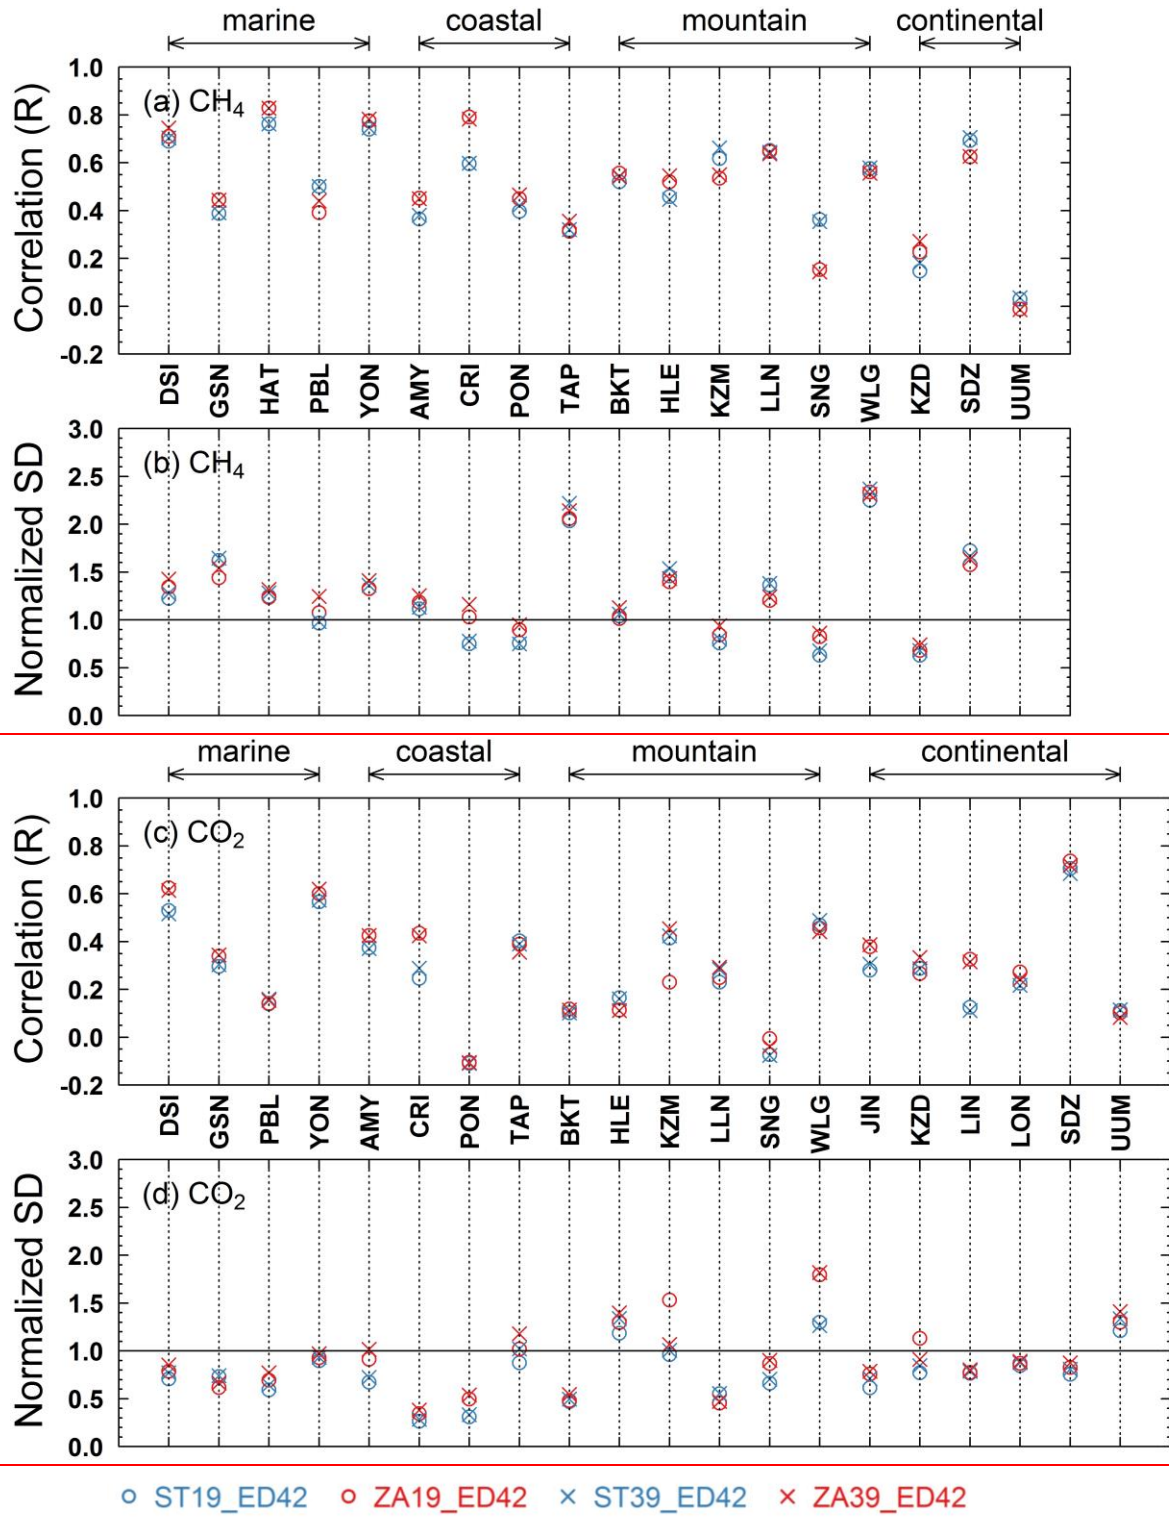 marine coastal mountain continental
(a) CH4
Correlation (R)
1.0
0.8
0.6
0.4
0.2
0.0
-0.2
DSI GSN HAT PBL YON AMY CRI PON TAP BKT HLE KZM LLN SNG WLG KZD SDZ UUM
(b) CH4
Normalized SD
3.0
2.5
2.0
1.5
1.0
0.5
0.0
marine coastal mountain continental
(c) CO2
Correlation (R)
1.0
0.8
0.6
0.4
0.2
0.0
-0.2
DSI GSN PBL YON AMY CRI PON TAP BKT HLE KZM LLN SNG WLG JIN KZD LIN LON SDZ UUM
(d) CO2
Normalized SD
3.0
2.5
2.0
1.5
1.0
0.5
0.0
ST19_ED42 ZA19_ED42 ST39_ED42 ZA39_ED42